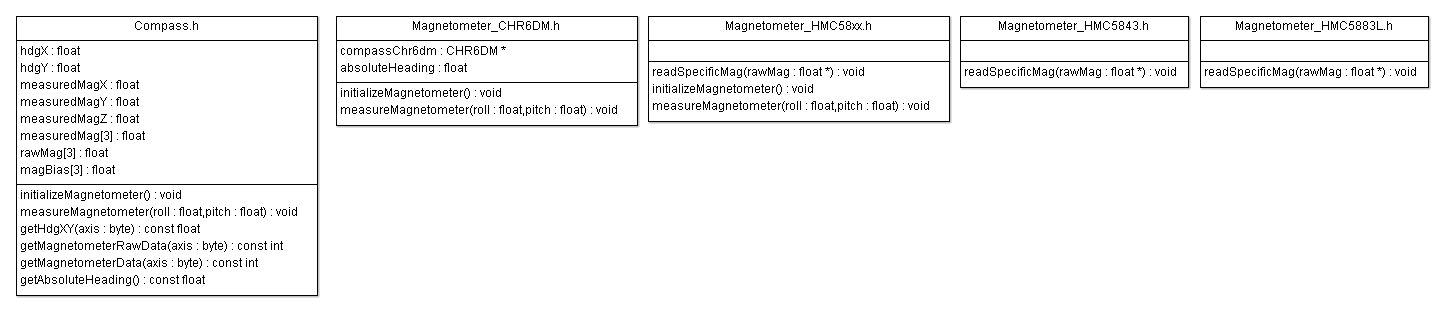 Compass.h
hdgX : float
hdgY : float
measuredMagX : float
measuredMagY : float
measuredMagZ : float
measuredMag[3] : float
rawMag[3] : float
magBias[3] : float
initializeMagnetometer() : void
measureMagnetometer(roll : float,pitch : float) : void
getHdgXY(axis : byte) : const float
getMagnetometerRawData(axis : byte) : const int
getMagnetometerData(axis : byte) : const int
getAbsoluteHeading() : const float
Magnetometer_CHR6DM.h
compassChr6dm : CHR6DM *
absoluteHeading : float
initializeMagnetometer() : void
measureMagnetometer(roll : float,pitch : float) : void
Magnetometer_HMC58xx.h
readSpecificMag(rawMag : float *) : void
initializeMagnetometer() : void
measureMagnetometer(roll : float,pitch : float) : void
Magnetometer_HMC5843.h
readSpecificMag(rawMag : float *) : void
Magnetometer_HMC5883L.h
readSpecificMag(rawMag : float *) : void